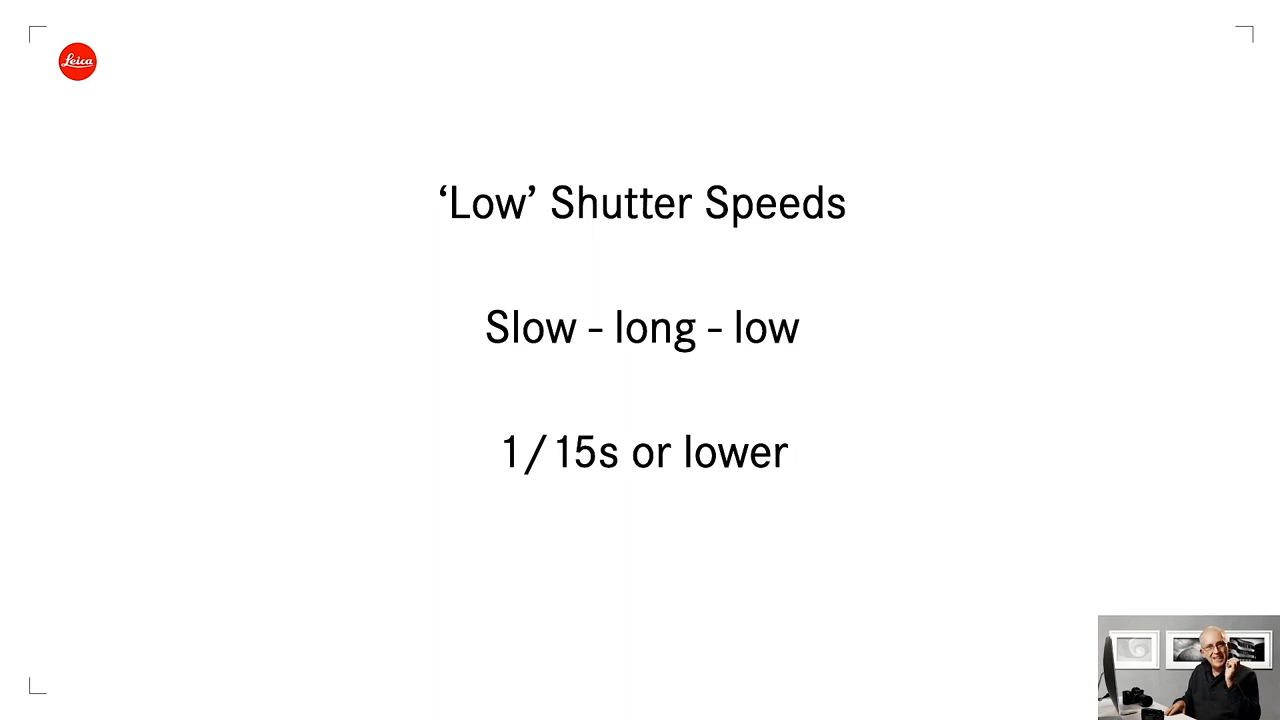 Leica
‘Low’ Shutter Speeds
Slow - long - low
1/15s or lower